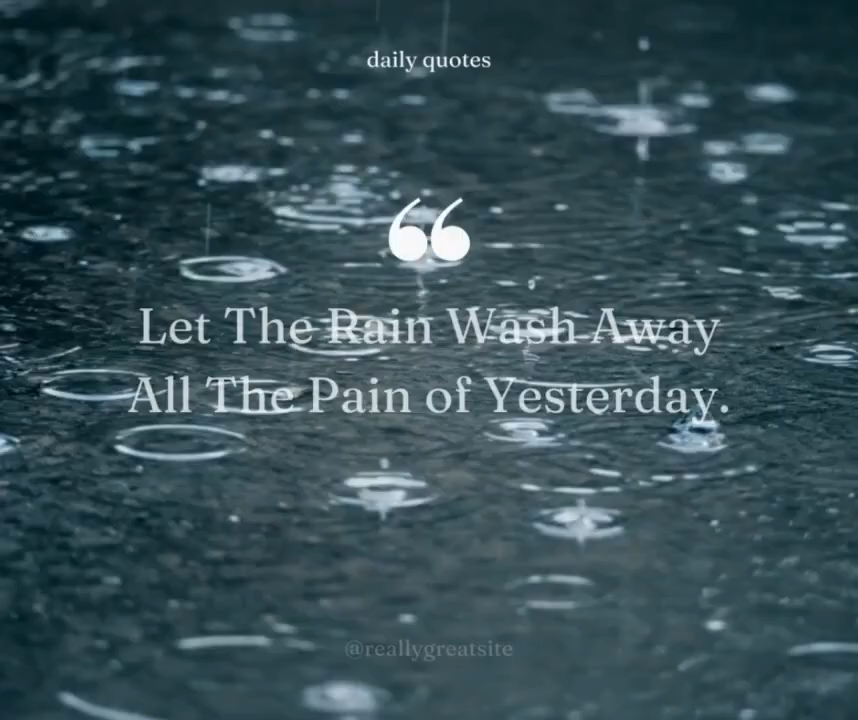 daily quotes
“
Let The Rain Wash Away
All The Pain of Yesterday.
@reallygreatsite